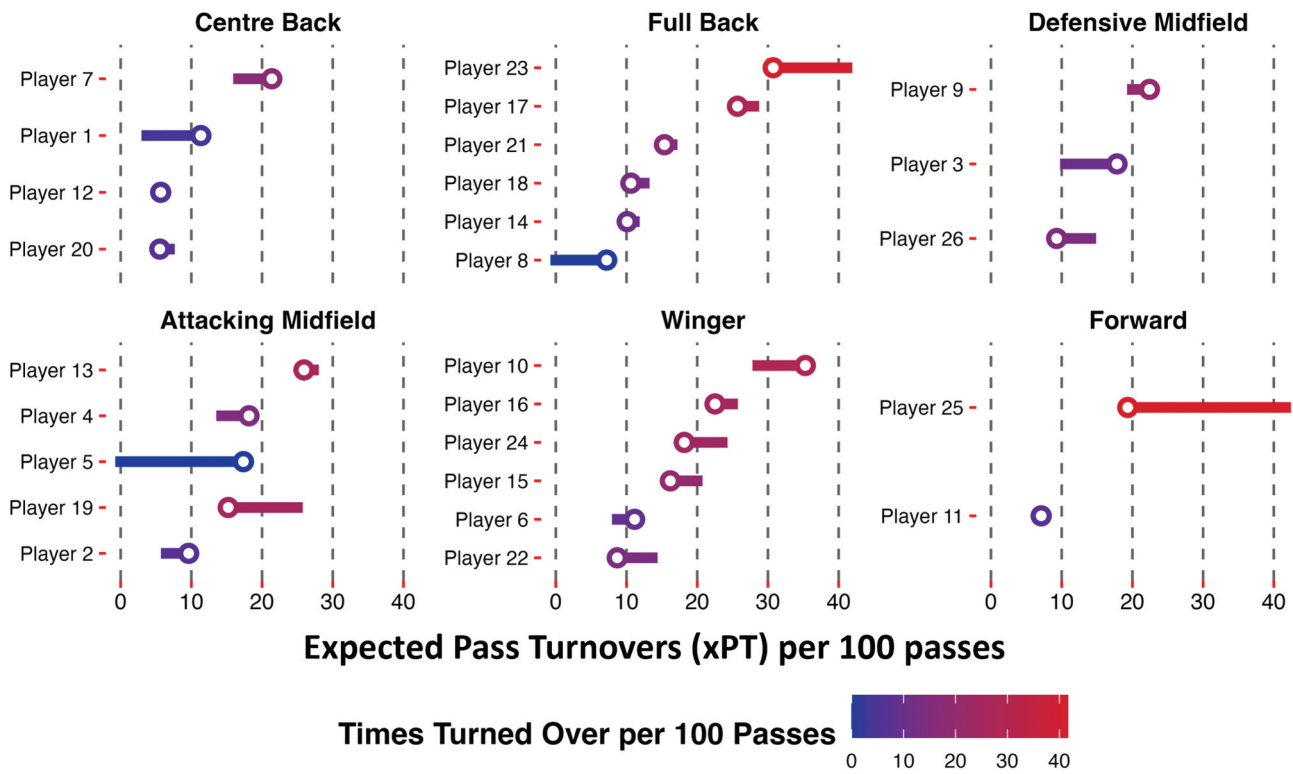 Centre Back
Player 7
Player 1
Player 12
Player 20
Full Back
Player 23
Player 17
Player 21
Player 18
Player 14
Player 8
Defensive Midfield
Player 9
Player 3
Player 26
Attacking Midfield
Player 13
Player 4
Player 5
Player 19
Player 2
0 10 20 30 40
Winger
Player 10
Player 16
Player 24
Player 15
Player 6
Player 22
0 10 20 30 40
Forward
Player 25
Player 11
0 10 20 30 40
Expected Pass Turnovers (xPT) per 100 passes
Times Turned Over per 100 Passes
0 10 20 30 40